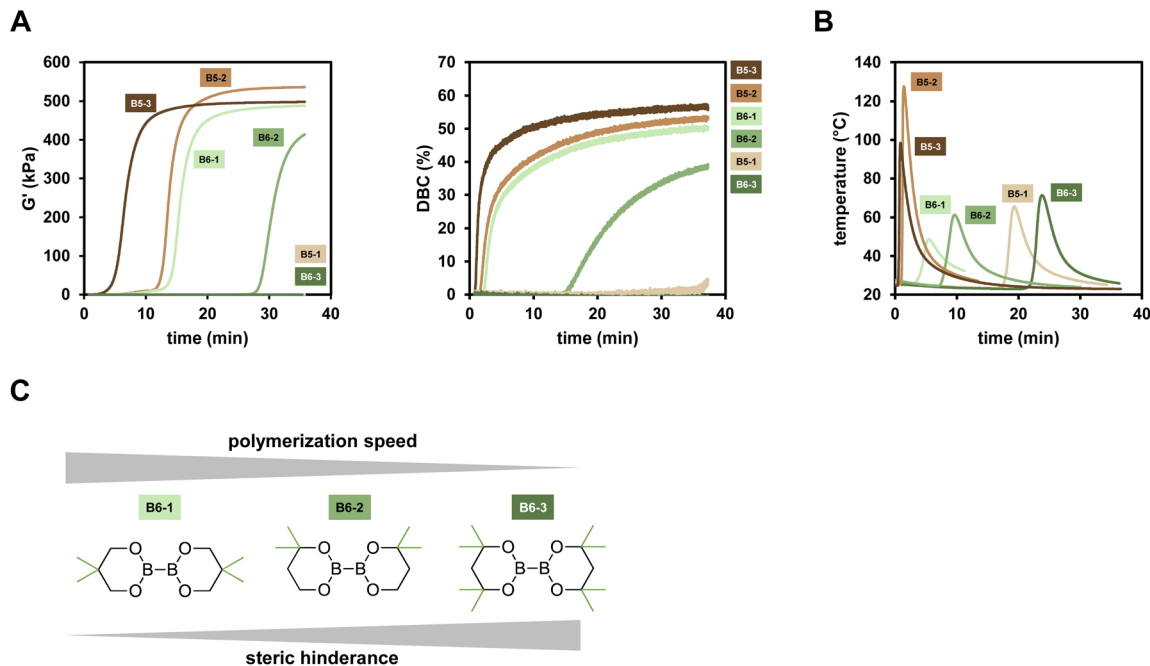 A
B
600
500
400
300
200
100
0
G' (kPa)
0 10 20 30 40
time (min)
B5-3
B5-2
B6-1
B6-2
B5-1
B6-3
70
60
50
40
30
20
10
0
DBC (%)
0 10 20 30 40
time (min)
B5-3
B5-2
B6-1
B6-2
B5-1
B6-3
140
120
100
80
60
40
20
temperature (°C)
0 10 20 30 40
time (min)
B5-2
B5-3
B6-1
B6-2
B5-1
B6-3
C
polymerization speed
B6-1 B6-2 B6-3
O O O O O O
B B B B B B
O O O O O O
steric hinderance